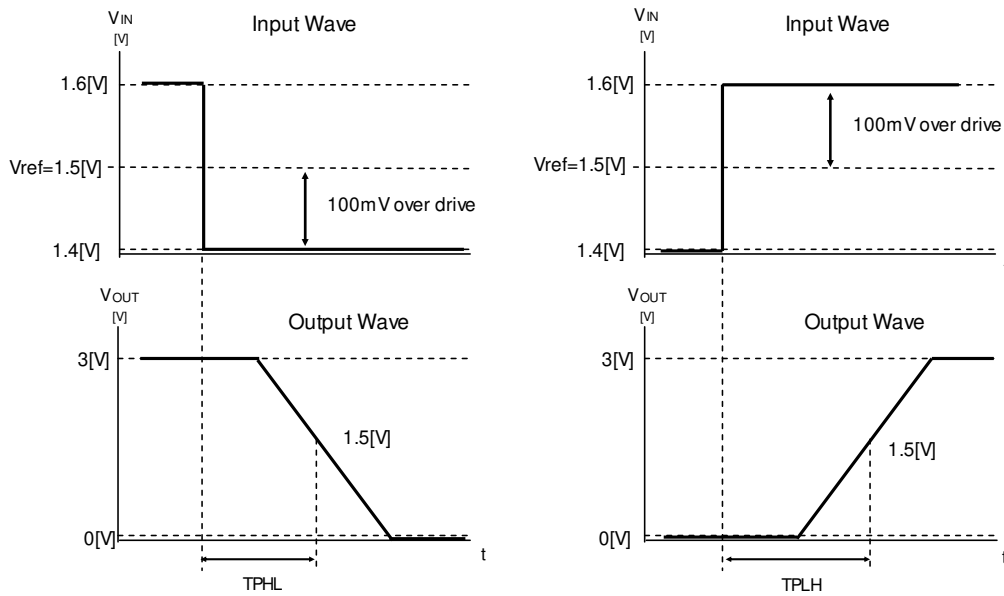 VIN
[V]
Input Wave
1.6[V]
Vref=1.5[V]
100mV over drive
1.4[V]
VOUT
[V]
Output Wave
3[V]
1.5[V]
0[V]
t
TPHL
VIN
[V]
Input Wave
1.6[V]
100mV over drive
Vref=1.5[V]
1.4[V]
VOUT
[V]
Output Wave
3[V]
1.5[V]
0[V]
t
TPLH